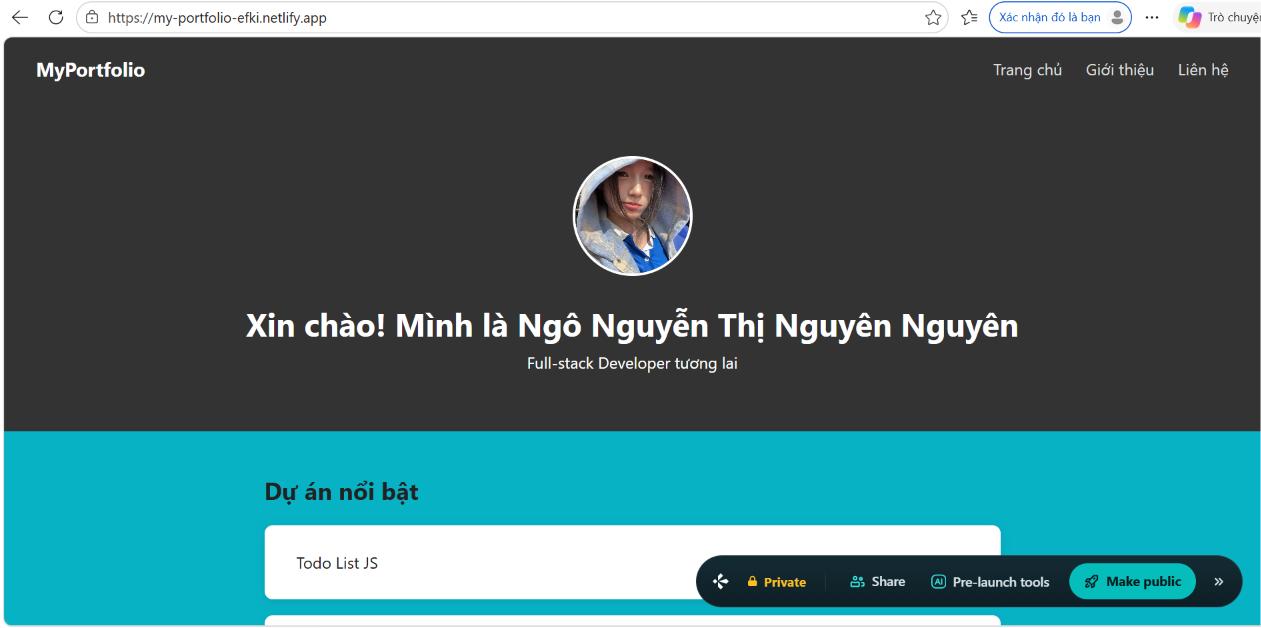 https://my-portfolio-efki.netlify.app
Xác nhận đó là bạn
Trò chuyện
MyPortfolio
Trang chủ
Giới thiệu
Liên hệ
Xin chào! Mình là Ngô Nguyễn Thị Nguyên Nguyên
Full-stack Developer tương lai
Dự án nổi bật
Todo List JS
Private
Share
AI
Pre-launch tools
Make public